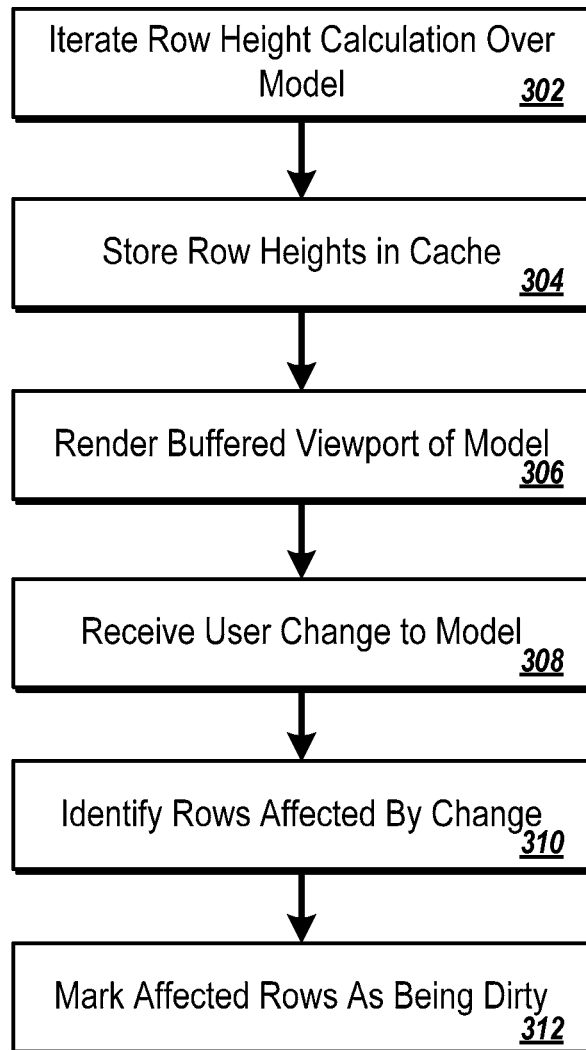 Iterate Row Height Calculation Over
Model
302
Store Row Heights in Cache
304
Render Buffered Viewport of Model
306
Receive User Change to Model
308
Identify Rows Affected By Change
310
Mark Affected Rows As Being Dirty
312